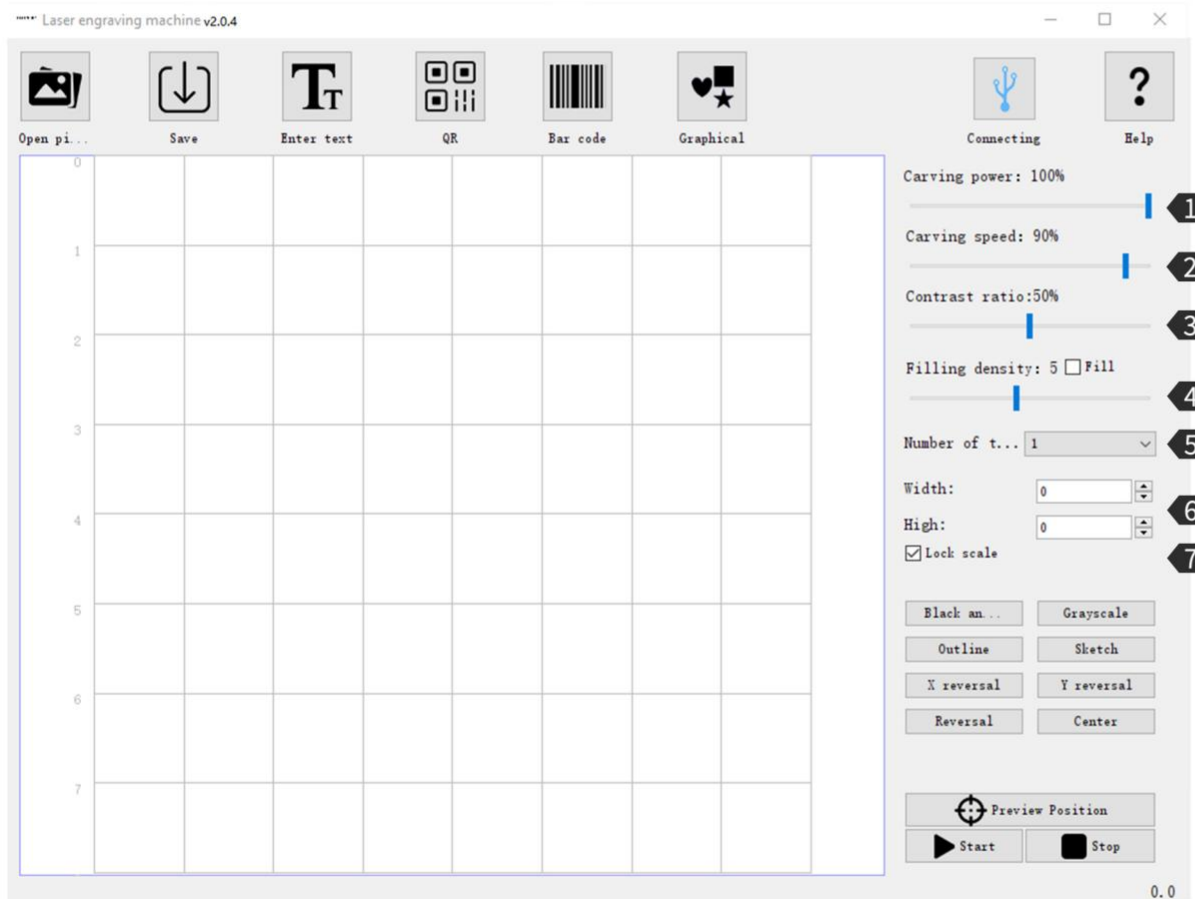 Laser engraving machine v2.0.4
Open pi... Save Enter text QR Bar code Graphical Connecting Help
0
1
2
3
4
5
6
7
Carving power: 100%
1
Carving speed: 90%
2
Contrast ratio:50%
3
Filling density: 5 Fill
4
Number of t... 1
5
Width: 0
6
High: 0
Lock scale
7
Black an... Grayscale
Outline Sketch
X reversal Y reversal
Reversal Center
Preview Position
Start Stop
0.0